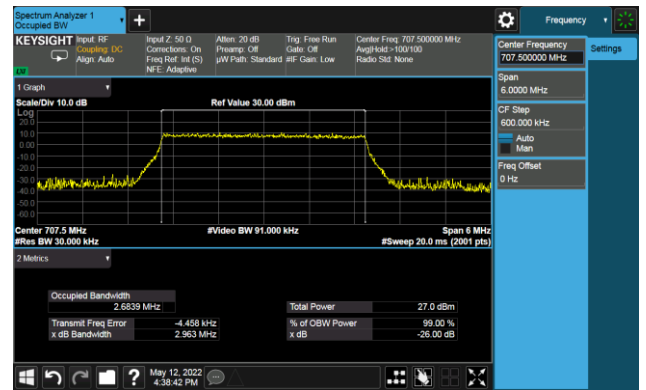 Spectrum Analyzer 1
Occupied BW
Frequency
KEYSIGHT
Input: RF
Coupling: DC
Align: Auto
Input Z: 50 Ω
Corrections: On
Freq Ref: Int (S)
NFE: Adaptive
Atten: 20 dB
Preamp: Off
µW Path: Standard
Trig: Free Run
Gate: Off
#IF Gain: Low
Center Freq: 707.500000 MHz
Avg|Hold:>100/100
Radio Std: None
Center Frequency
707.500000 MHz
Settings
Span
6.0000 MHz
CF Step
600.000 kHz
Auto
Man
Freq Offset
0 Hz
1 Graph
Scale/Div 10.0 dB
Ref Value 30.00 dBm
Log
20.0
10.0
0.00
-10.0
-20.0
-30.0
-40.0
-50.0
-60.0
Center 707.5 MHz
#Video BW 91.000 kHz
Span 6 MHz
#Res BW 30.000 kHz
#Sweep 20.0 ms (2001 pts)
2 Metrics
Occupied Bandwidth
2.6839 MHz
Total Power
27.0 dBm
Transmit Freq Error
-4.458 kHz
% of OBW Power
99.00 %
x dB Bandwidth
2.963 MHz
x dB
-26.00 dB
May 12, 2022
4:38:42 PM